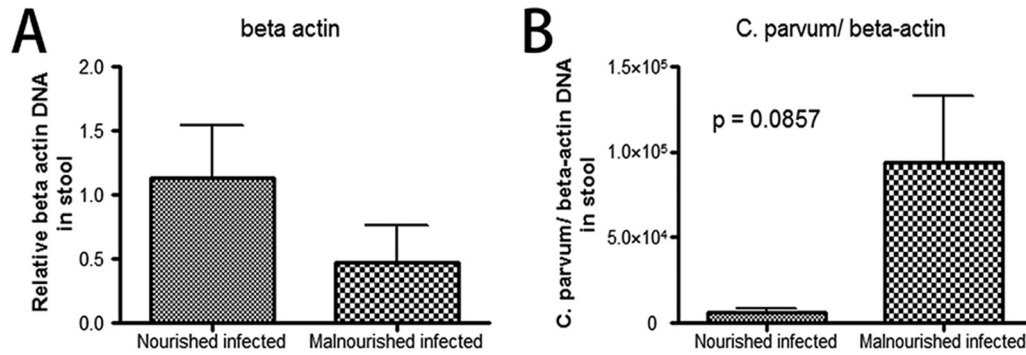 A
beta actin
Relative beta actin DNA
in stool
2.0
1.5
1.0
0.5
0.0
Nourished infected
Malnourished infected
B
C. parvum/ beta-actin
C. parvum/ beta-actin DNA
in stool
1.5×10⁵
1.0×10⁵
5.0×10⁴
0
p = 0.0857
Nourished infected
Malnourished infected